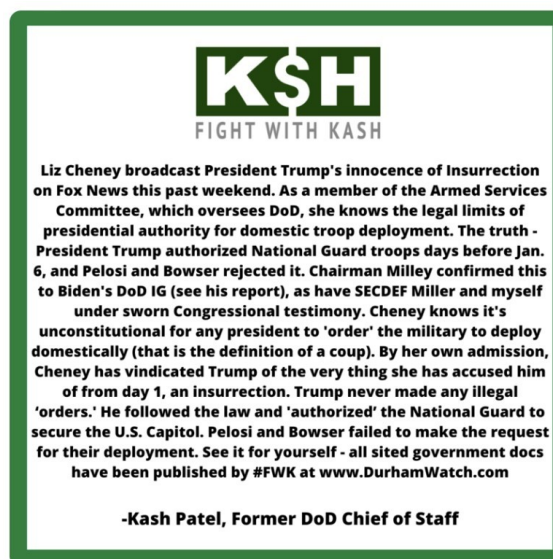 K$H
FIGHT WITH KASH
Liz Cheney broadcast President Trump's innocence of Insurrection
on Fox News this past weekend. As a member of the Armed Services
Committee, which oversees DoD, she knows the legal limits of
presidential authority for domestic troop deployment. The truth -
President Trump authorized National Guard troops days before Jan.
6, and Pelosi and Bowser rejected it. Chairman Milley confirmed this
to Biden's DoD IG (see his report), as have SECDEF Miller and myself
under sworn Congressional testimony. Cheney knows it's
unconstitutional for any president to 'order' the military to deploy
domestically (that is the definition of a coup). By her own admission,
Cheney has vindicated Trump of the very thing she has accused him
of from day 1, an insurrection. Trump never made any illegal
‘orders.' He followed the law and 'authorized’ the National Guard to
secure the U.S. Capitol. Pelosi and Bowser failed to make the request
for their deployment. See it for yourself - all sited government docs
have been published by #FWK at www.DurhamWatch.com
-Kash Patel, Former DoD Chief of Staff